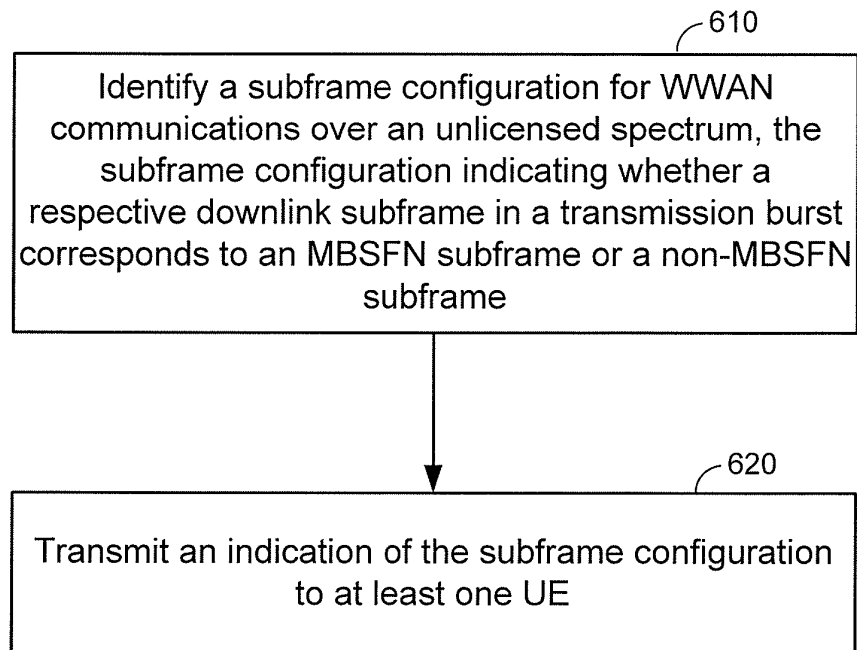 610
Identify a subframe configuration for WWAN
communications over an unlicensed spectrum, the
subframe configuration indicating whether a
respective downlink subframe in a transmission burst
corresponds to an MBSFN subframe or a non-MBSFN
subframe
620
Transmit an indication of the subframe configuration
to at least one UE